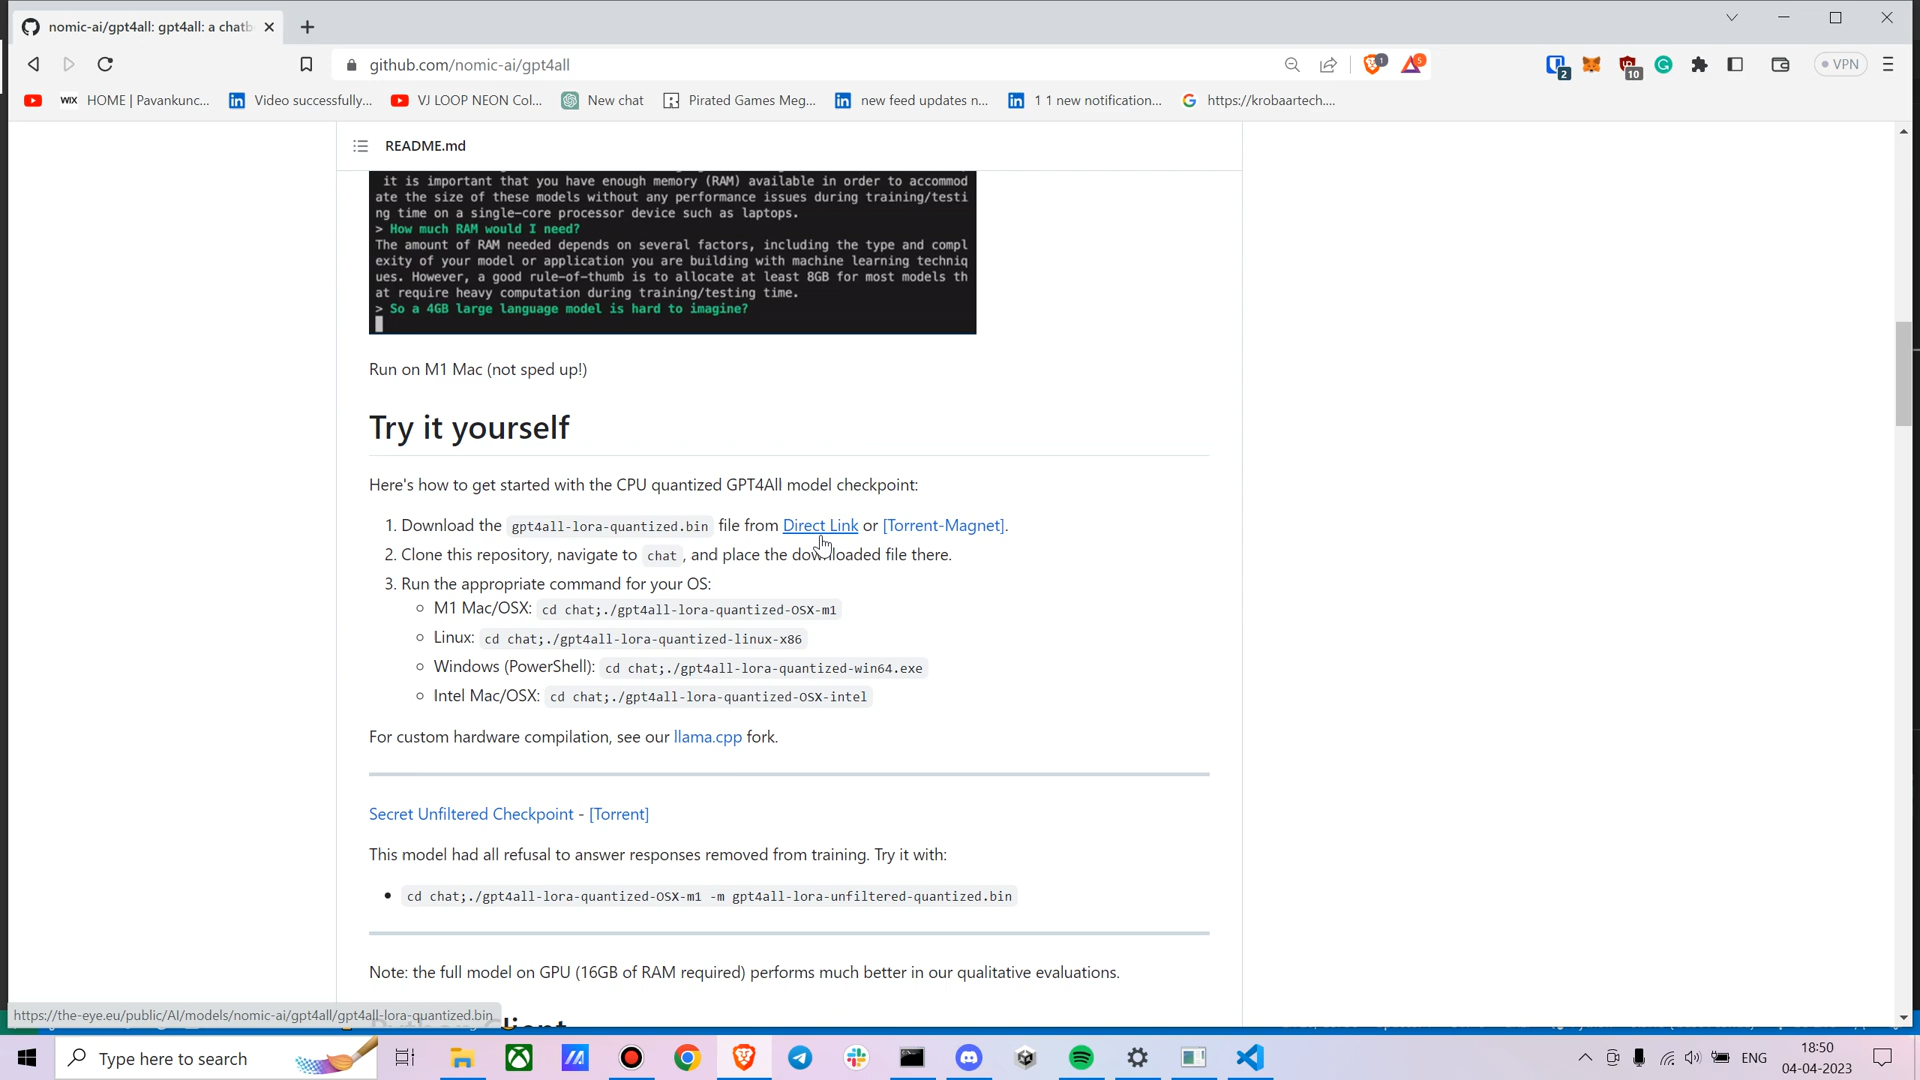 nomic-ai/gpt4all: gpt4all: a chatb
github.com/nomic-ai/gpt4all
1
5
2
10
VPN
WIX HOME | Pavankunc...
Video successfully...
VJ LOOP NEON Col...
New chat
Pirated Games Meg...
new feed updates n...
1 1 new notification...
https://krobaartech....
README.md
it is important that you have enough memory (RAM) available in order to accommod
ate the size of these models without any performance issues during training/testi
ng time on a single-core processor device such as laptops.
> How much RAM would I need?
The amount of RAM needed depends on several factors, including the type and compl
exity of your model or application you are building with machine learning techniq
ues. However, a good rule-of-thumb is to allocate at least 8GB for most models th
at require heavy computation during training/testing time.
> So a 4GB large language model is hard to imagine?
Run on M1 Mac (not sped up!)
Try it yourself
Here's how to get started with the CPU quantized GPT4All model checkpoint:
1. Download the gpt4all-lora-quantized.bin file from Direct Link or [Torrent-Magnet].
2. Clone this repository, navigate to chat, and place the downloaded file there.
3. Run the appropriate command for your OS:
M1 Mac/OSX: cd chat;./gpt4all-lora-quantized-OSX-m1
Linux: cd chat;./gpt4all-lora-quantized-linux-x86
Windows (PowerShell): cd chat;./gpt4all-lora-quantized-win64.exe
Intel Mac/OSX: cd chat;./gpt4all-lora-quantized-OSX-intel
For custom hardware compilation, see our llama.cpp fork.
Secret Unfiltered Checkpoint - [Torrent]
This model had all refusal to answer responses removed from training. Try it with:
cd chat;./gpt4all-lora-quantized-OSX-m1 -m gpt4all-lora-unfiltered-quantized.bin
Note: the full model on GPU (16GB of RAM required) performs much better in our qualitative evaluations.
https://the-eye.eu/public/AI/models/nomic-ai/gpt4all/gpt4all-lora-quantized.bin
Client
Type here to search
ENG
18:50
04-04-2023